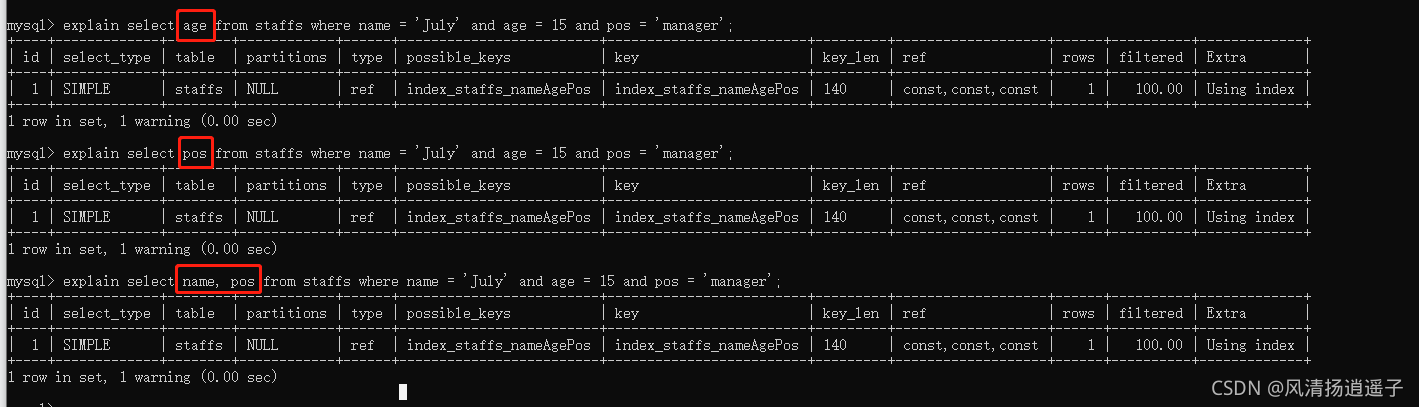 mysql> explain select age from staffs where name = 'July' and age = 15 and pos = 'manager';
| id | select_type | table | partitions | type | possible_keys | key | key_len | ref | rows | filtered | Extra |
| 1 | SIMPLE | staffs | NULL | ref | index_staffs_nameAgePos | index_staffs_nameAgePos | 140 | const,const,const | 1 | 100.00 | Using index |
1 row in set, 1 warning (0.00 sec)
mysql> explain select pos from staffs where name = 'July' and age = 15 and pos = 'manager';
| id | select_type | table | partitions | type | possible_keys | key | key_len | ref | rows | filtered | Extra |
| 1 | SIMPLE | staffs | NULL | ref | index_staffs_nameAgePos | index_staffs_nameAgePos | 140 | const,const,const | 1 | 100.00 | Using index |
1 row in set, 1 warning (0.00 sec)
mysql> explain select name, pos from staffs where name = 'July' and age = 15 and pos = 'manager';
| id | select_type | table | partitions | type | possible_keys | key | key_len | ref | rows | filtered | Extra |
| 1 | SIMPLE | staffs | NULL | ref | index_staffs_nameAgePos | index_staffs_nameAgePos | 140 | const,const,const | 1 | 100.00 | Using index |
1 row in set, 1 warning (0.00 sec)
CSDN @风清扬逍遥子